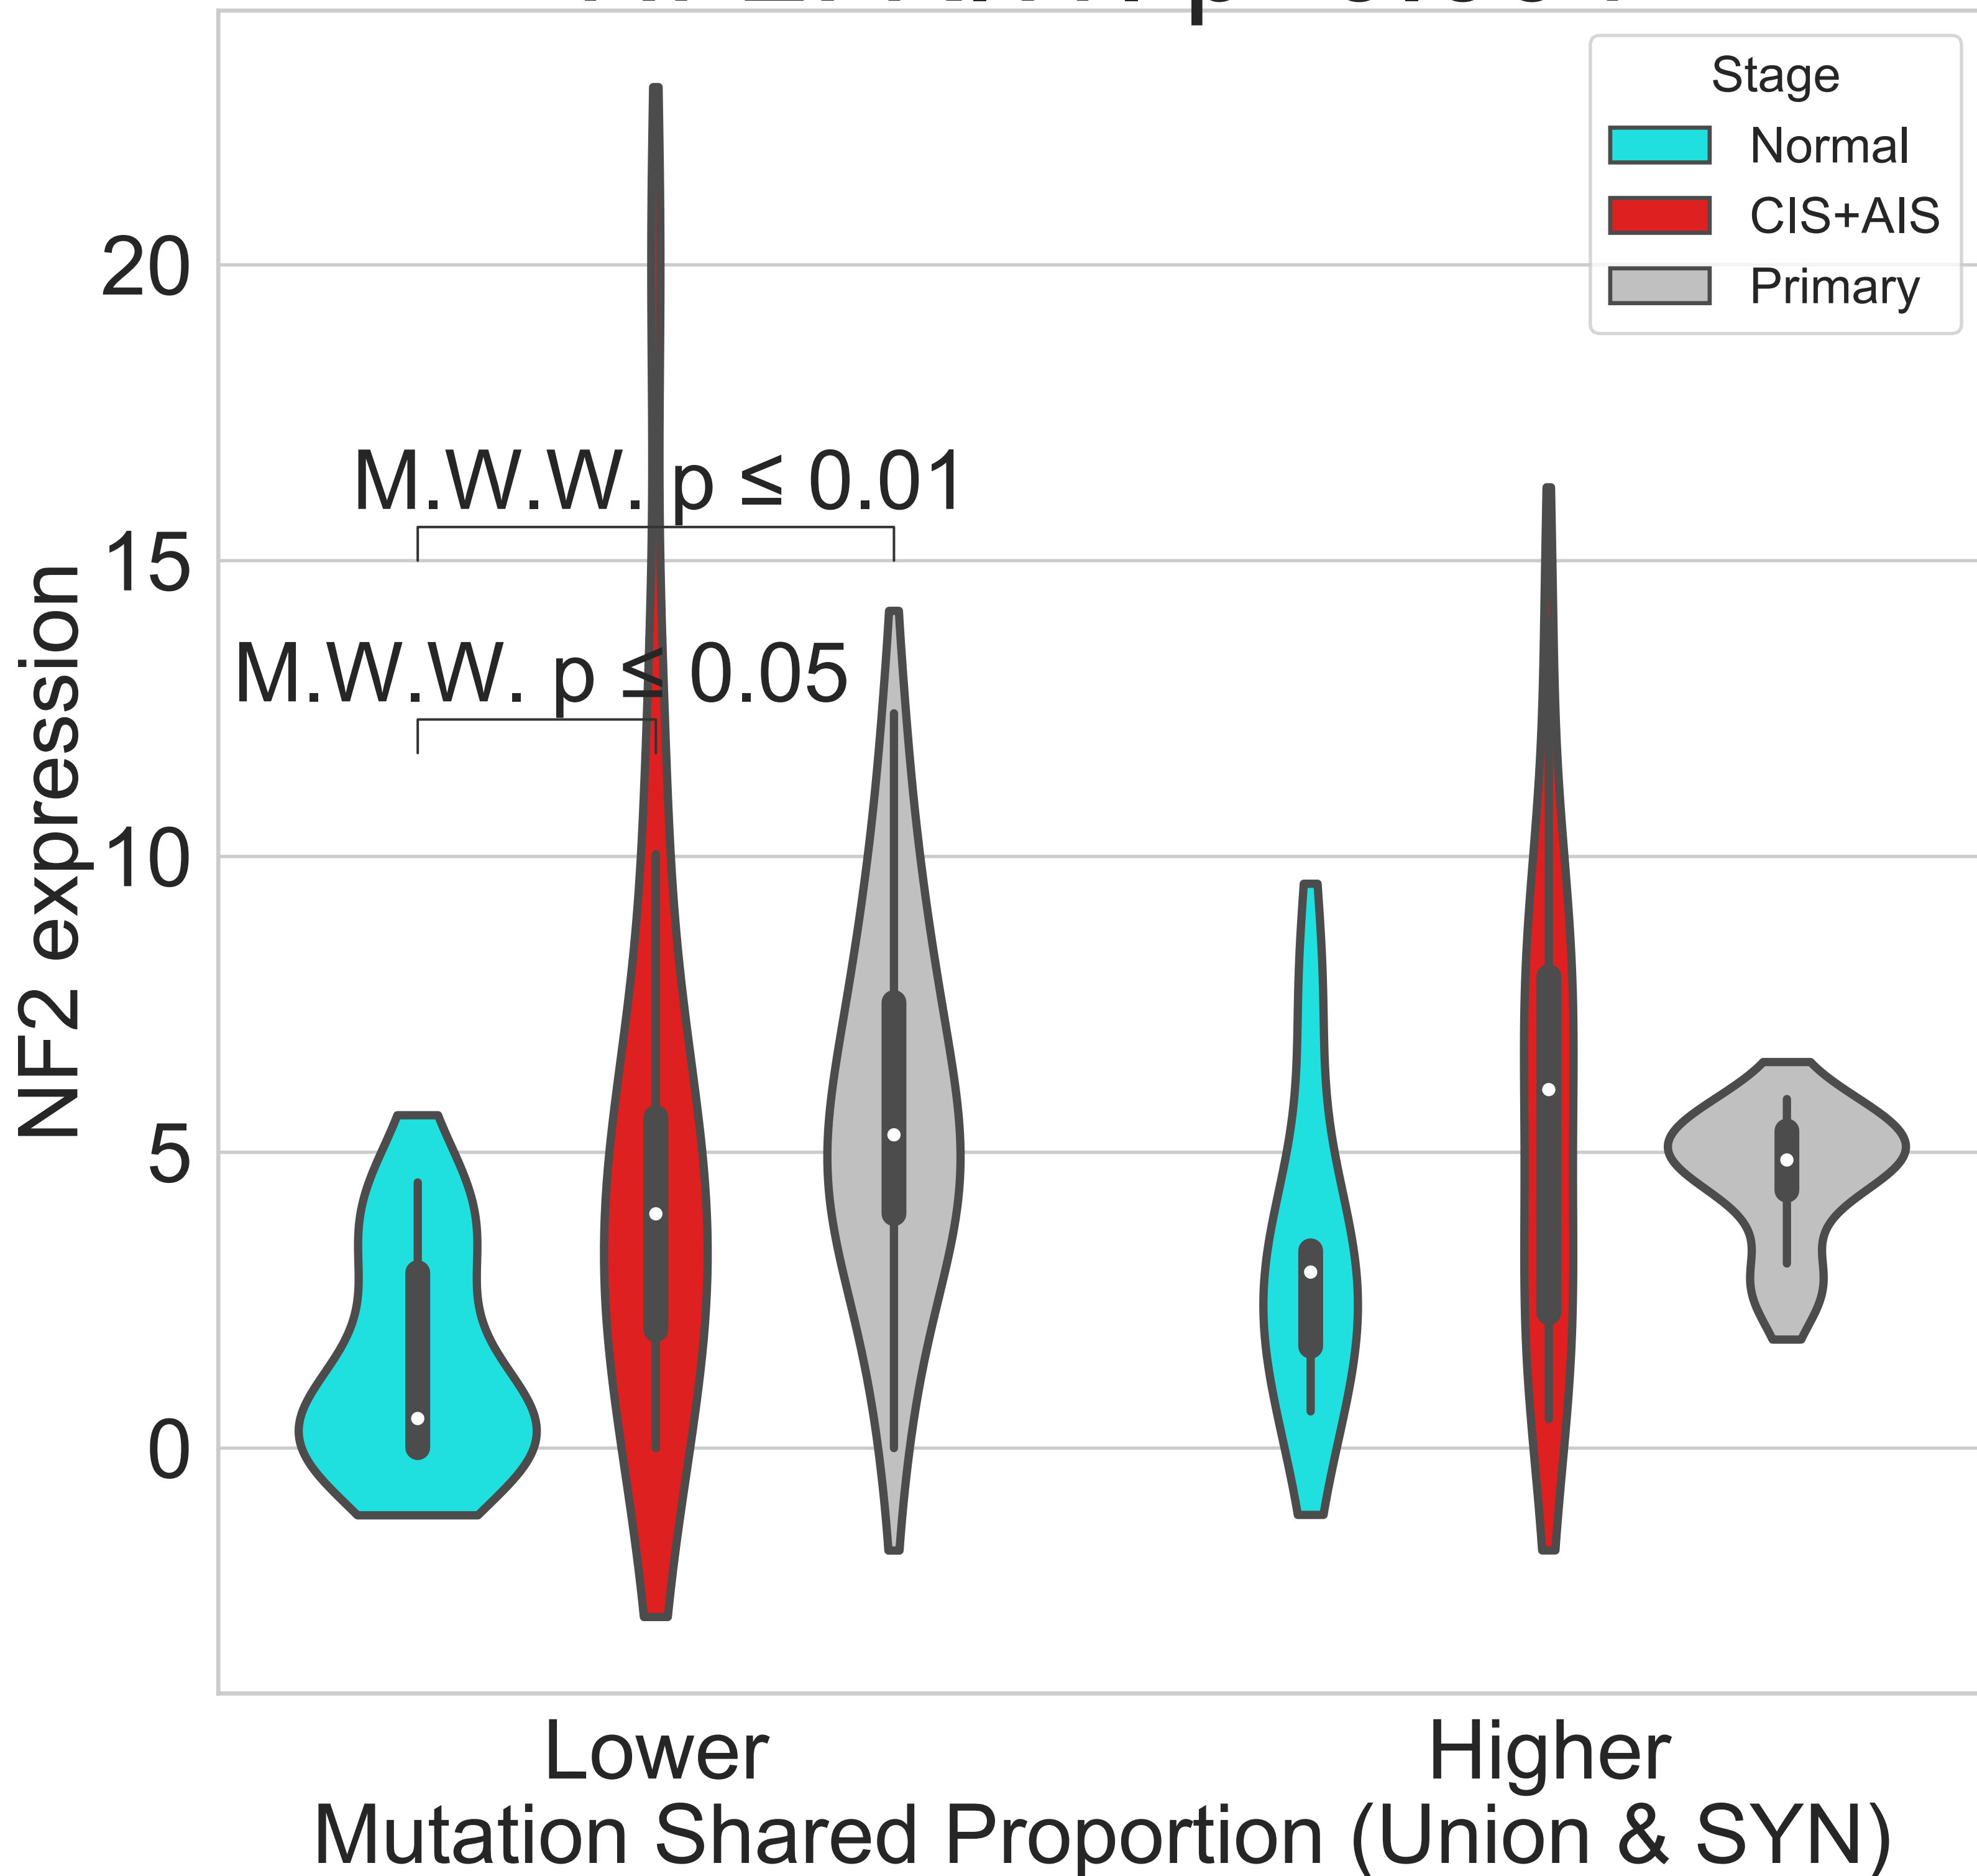 Stage
Normal
CIS+AIS
Primary
20
15
10
5
0
NF2 expression
M.W.W. p ≤ 0.01
M.W.W. p ≤ 0.05
Lower
Higher
Mutation Shared Proportion (Union & SYN)